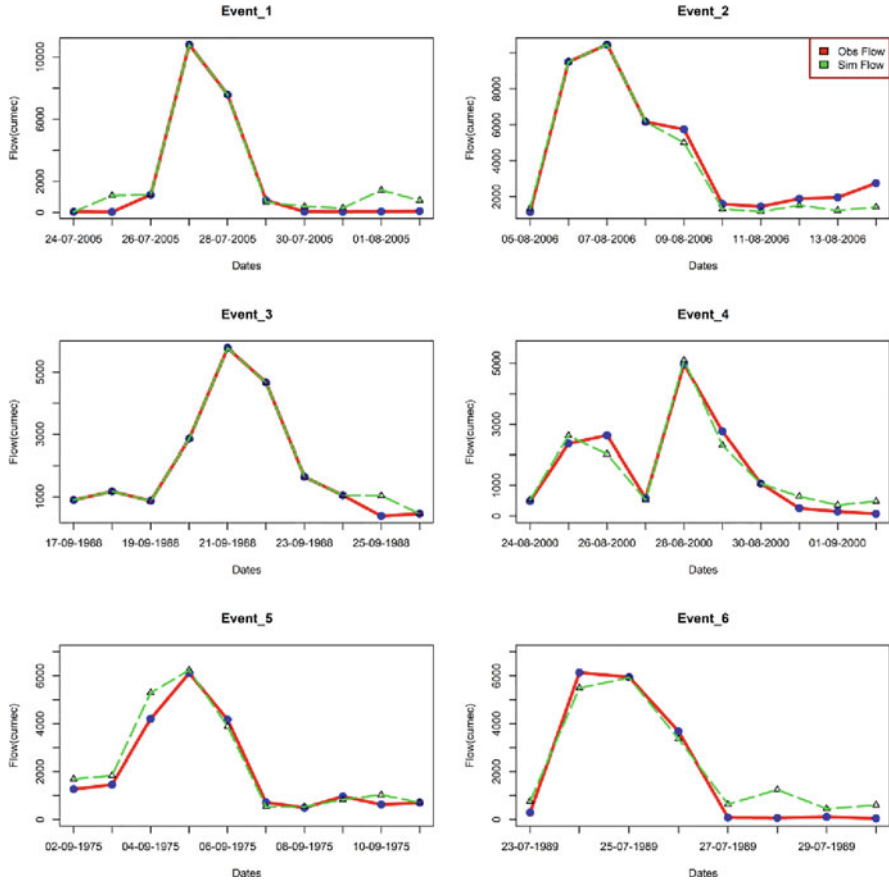 Event_1
Flow(cumec)
0 2000 6000 10000
24-07-2005 26-07-2005 28-07-2005 30-07-2005 01-08-2005
Dates
Event_2
Obs Flow
Sim Flow
Flow(cumec)
2000 4000 6000 8000
05-08-2006 07-08-2006 09-08-2006 11-08-2006 13-08-2006
Dates
Event_3
Flow(cumec)
1000 3000 5000
17-09-1988 19-09-1988 21-09-1988 23-09-1988 25-09-1988
Dates
Event_4
Flow(cumec)
0 1000 3000 5000
24-08-2000 26-08-2000 28-08-2000 30-08-2000 01-09-2000
Dates
Event_5
Flow(cumec)
0 2000 4000 6000
02-09-1975 04-09-1975 06-09-1975 08-09-1975 10-09-1975
Dates
Event_6
Flow(cumec)
0 2000 4000 6000
23-07-1989 25-07-1989 27-07-1989 29-07-1989
Dates